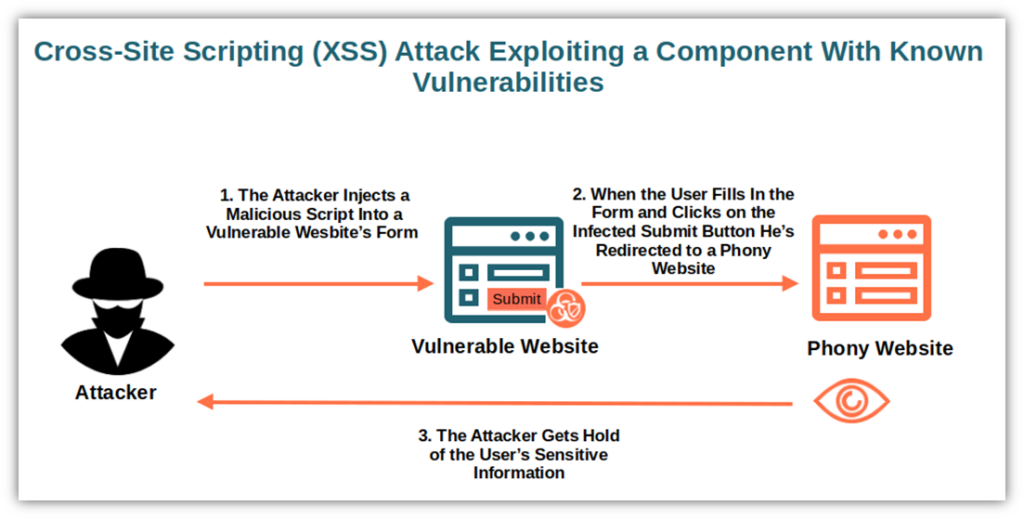 Cross-Site Scripting (XSS) Attack Exploiting a Component With Known
Vulnerabilities
1. The Attacker Injects a
Malicious Script Into a
Vulnerable Wesbite's Form
2. When the User Fills In the
Form and Clicks on the
Infected Submit Button He's
Redirected to a Phony
Website
Submit
Vulnerable Website
Phony Website
Attacker
3. The Attacker Gets Hold
of the User's Sensitive
Information